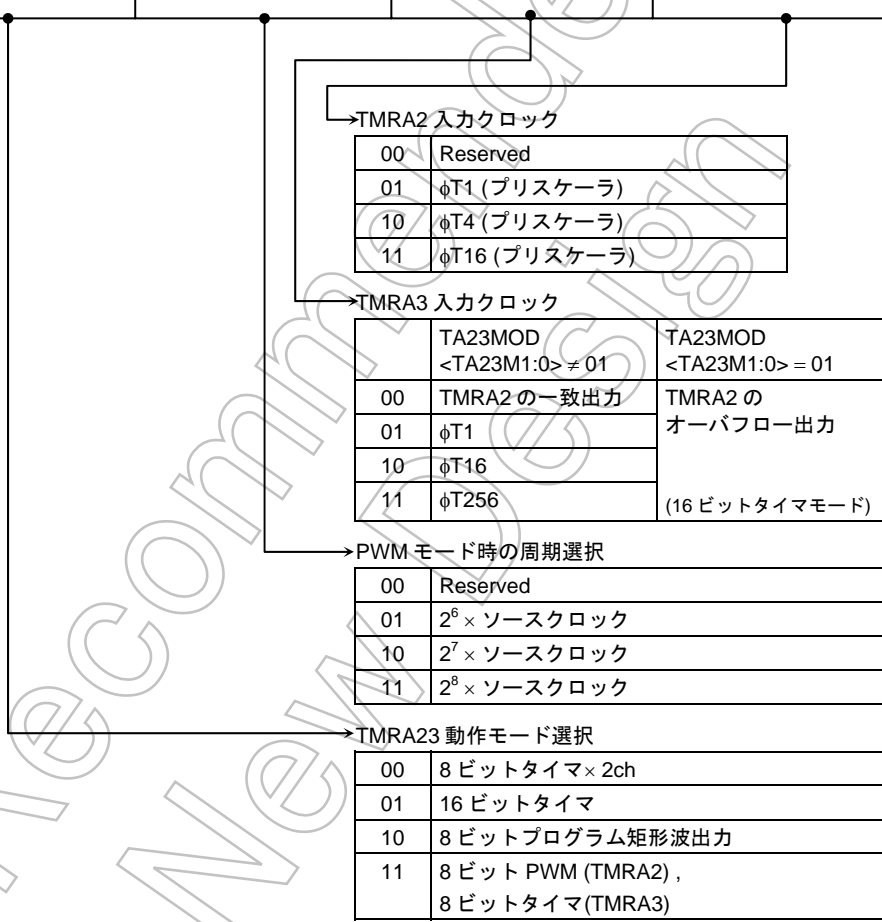 TMRA2 入力クロック
00 Reserved
01 φT1 (プリスケーラ)
10 φT4 (プリスケーラ)
11 φT16 (プリスケーラ)
TMRA3 入力クロック
TA23MOD TA23MOD
<TA23M1:0> ≠ 01 <TA23M1:0> = 01
00 TMRA2 の一致出力 TMRA2 の
01 φT1 オーバフロー出力
10 φT16
11 φT256 (16 ビットタイマモード)
PWM モード時の周期選択
00 Reserved
01 2⁶ × ソースクロック
10 2⁷ × ソースクロック
11 2⁸ × ソースクロック
TMRA23 動作モード選択
00 8 ビットタイマ× 2ch
01 16 ビットタイマ
10 8 ビットプログラム矩形波出力
11 8 ビット PWM (TMRA2) ,
8 ビットタイマ(TMRA3)
Recommended
New Design